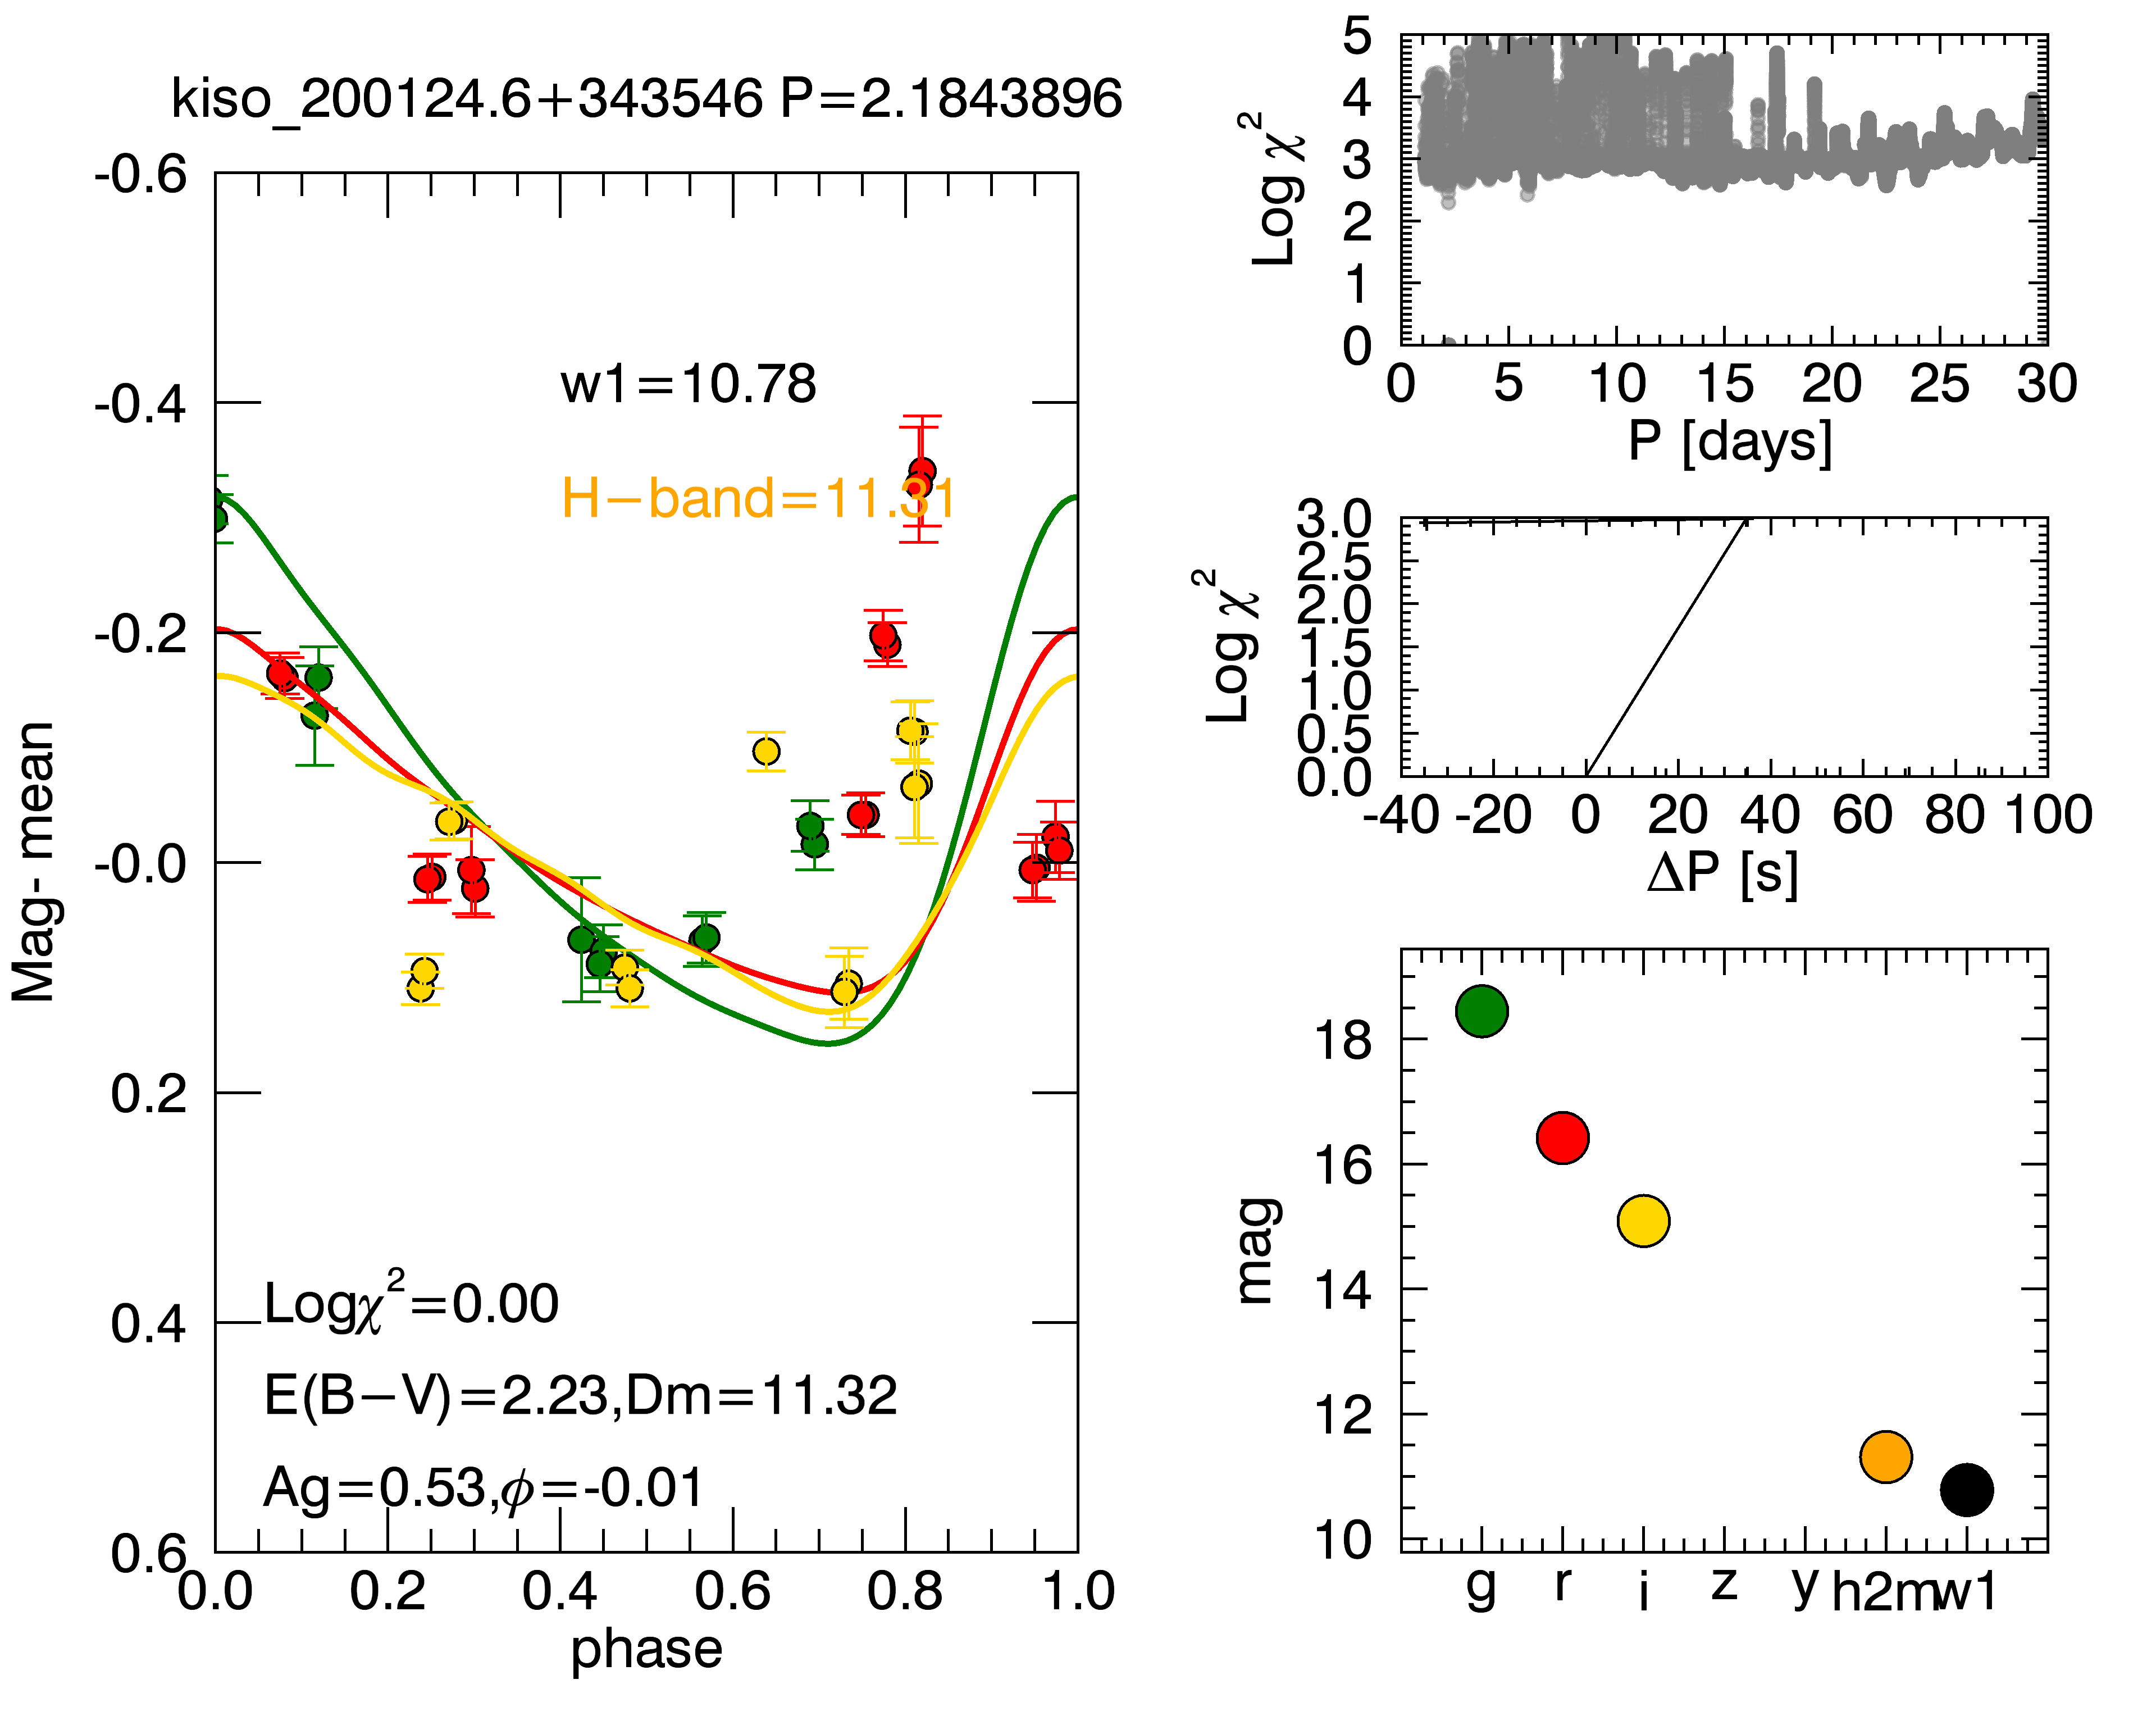 kiso_200124.6+343546 P=2.1843896
-0.6
-0.4
-0.2
-0.0
0.2
0.4
0.6
Mag- mean
w1=10.78
H−band=11.31
Logχ²=0.00
E(B−V)=2.23,Dm=11.32
Ag=0.53,ϕ=-0.01
0.0 0.2 0.4 0.6 0.8 1.0
phase
5
4
3
2
1
0
Log χ²
0 5 10 15 20 25 30
P [days]
3.0
2.5
2.0
1.5
1.0
0.5
0.0
Log χ²
-40 -20 0 20 40 60 80 100
ΔP [s]
18
16
14
12
10
mag
g r i z y h2m w1